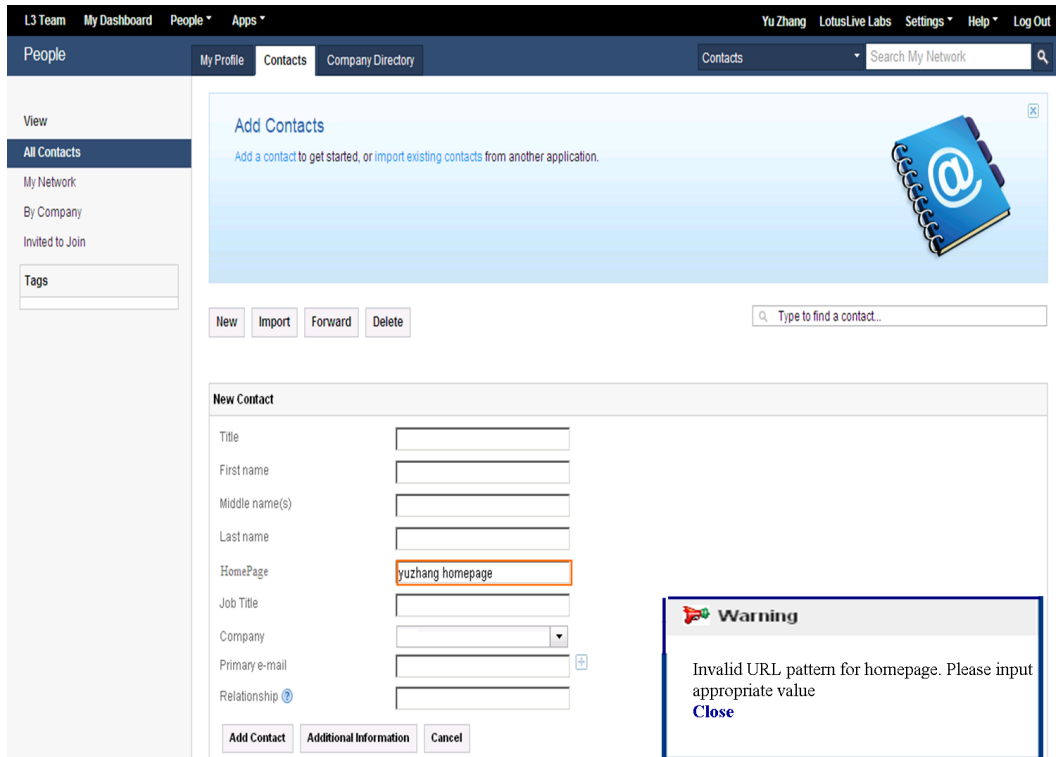 L3 Team My Dashboard People Apps Yu Zhang LotusLive Labs Settings Help Log Out
People My Profile Contacts Company Directory Contacts Search My Network
View
All Contacts
My Network
By Company
Invited to Join
Tags
Add Contacts
Add a contact to get started, or import existing contacts from another application.
@
New Import Forward Delete Type to find a contact...
New Contact
Title
First name
Middle name(s)
Last name
HomePage yuzhang homepage
Job Title
Company
Primary e-mail
Relationship ?
Add Contact Additional Information Cancel
Warning
Invalid URL pattern for homepage. Please input
appropriate value
Close